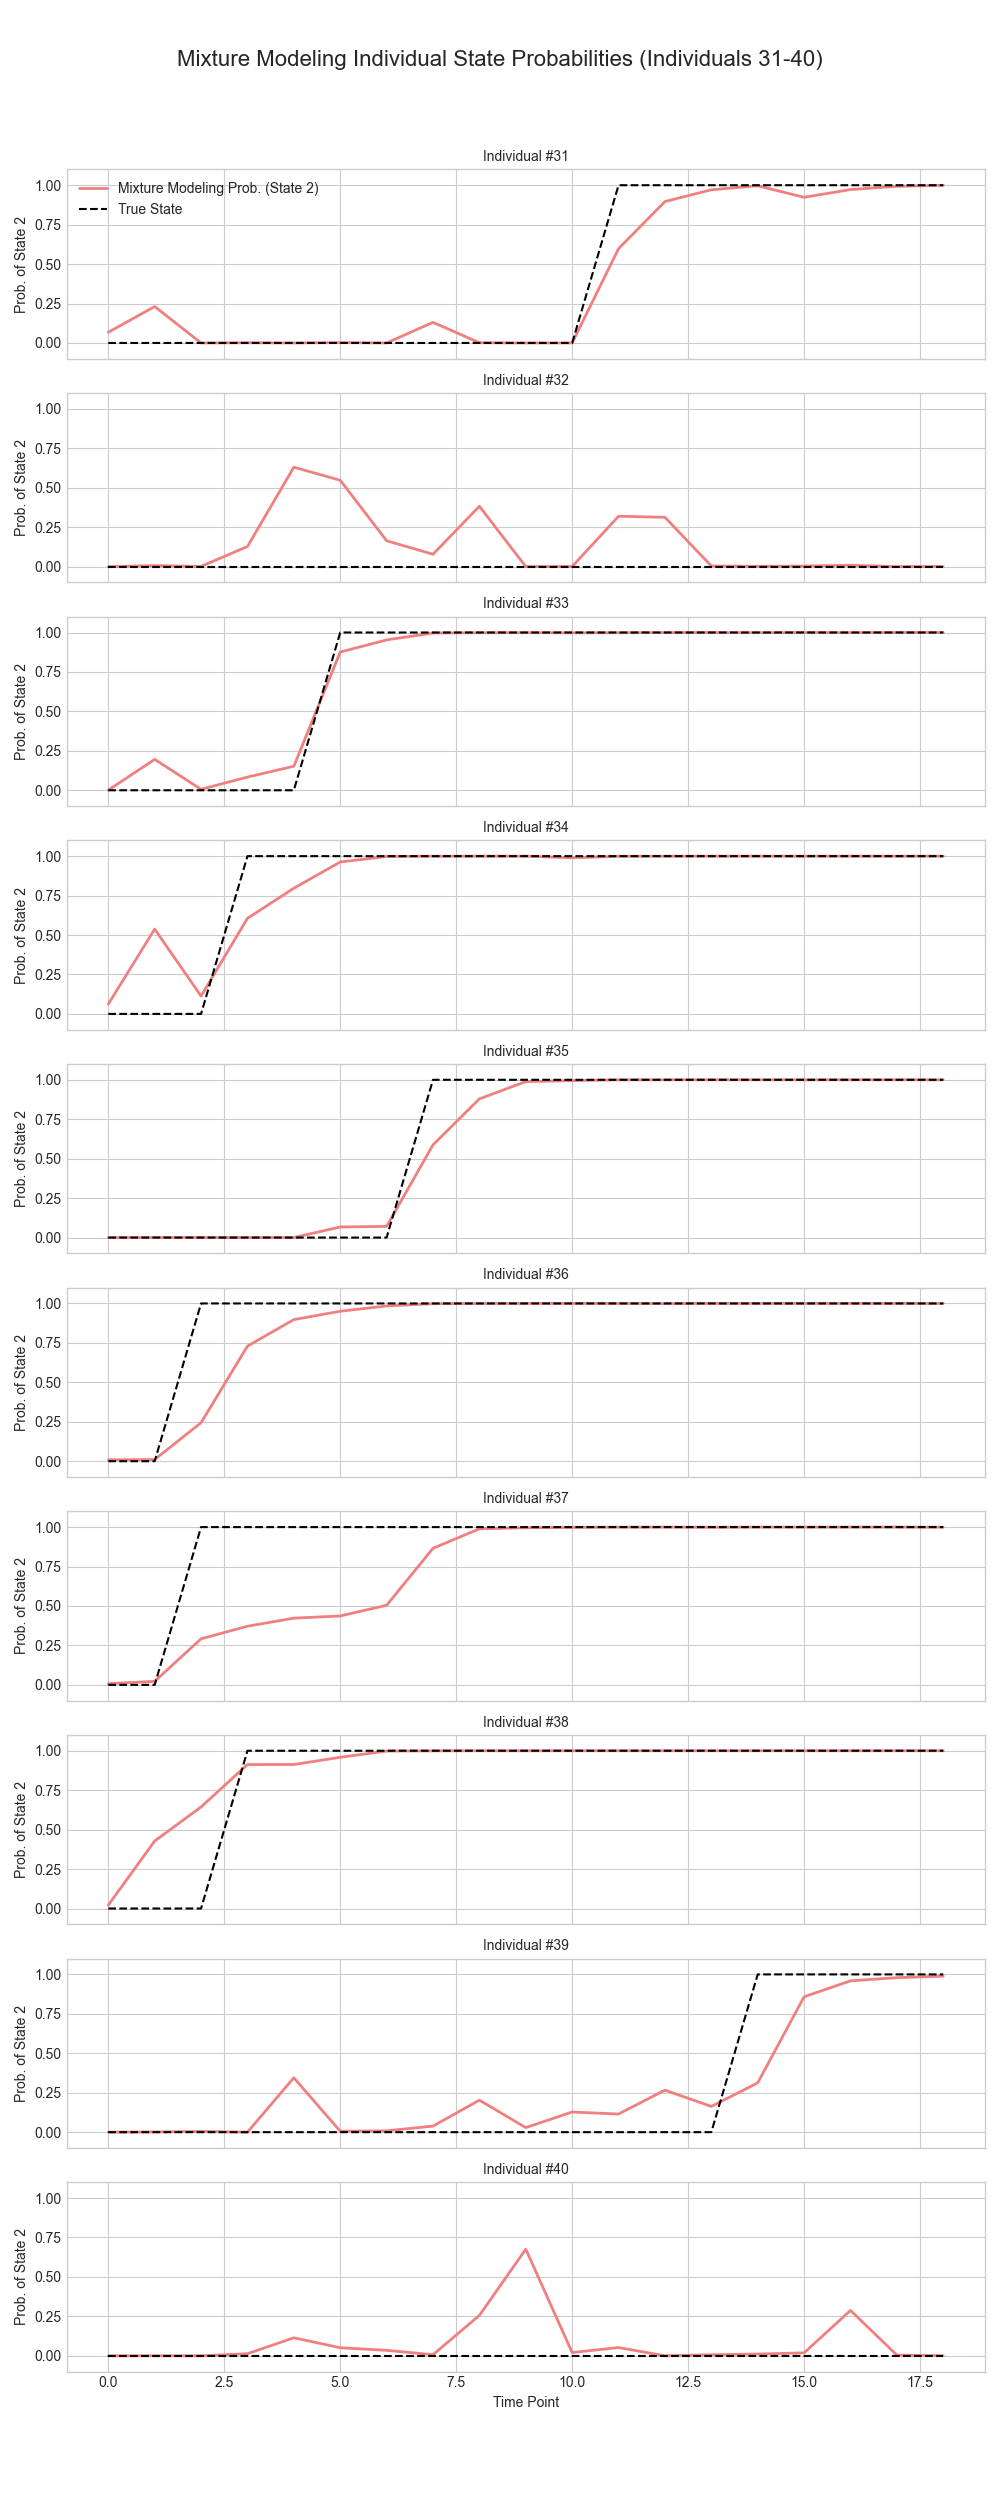 Mixture Modeling Individual State Probabilities (Individuals 31-40)
Individual #31
Mixture Modeling Prob. (State 2)
True State
Prob. of State 2
1.00
0.75
0.50
0.25
0.00
Individual #32
Prob. of State 2
1.00
0.75
0.50
0.25
0.00
Individual #33
Prob. of State 2
1.00
0.75
0.50
0.25
0.00
Individual #34
Prob. of State 2
1.00
0.75
0.50
0.25
0.00
Individual #35
Prob. of State 2
1.00
0.75
0.50
0.25
0.00
Individual #36
Prob. of State 2
1.00
0.75
0.50
0.25
0.00
Individual #37
Prob. of State 2
1.00
0.75
0.50
0.25
0.00
Individual #38
Prob. of State 2
1.00
0.75
0.50
0.25
0.00
Individual #39
Prob. of State 2
1.00
0.75
0.50
0.25
0.00
Individual #40
Prob. of State 2
1.00
0.75
0.50
0.25
0.00
0.0 2.5 5.0 7.5 10.0 12.5 15.0 17.5
Time Point